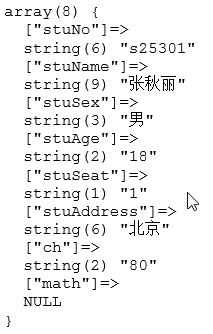 array(8) {
["stuNo"]=>
string(6) "s25301"
["stuName"]=>
string(9) "张秋丽"
["stuSex"]=>
string(3) "男"
["stuAge"]=>
string(2) "18"
["stuSeat"]=>
string(1) "1"
["stuAddress"]=>
string(6) "北京"
["ch"]=>
string(2) "80"
["math"]=>
NULL
}